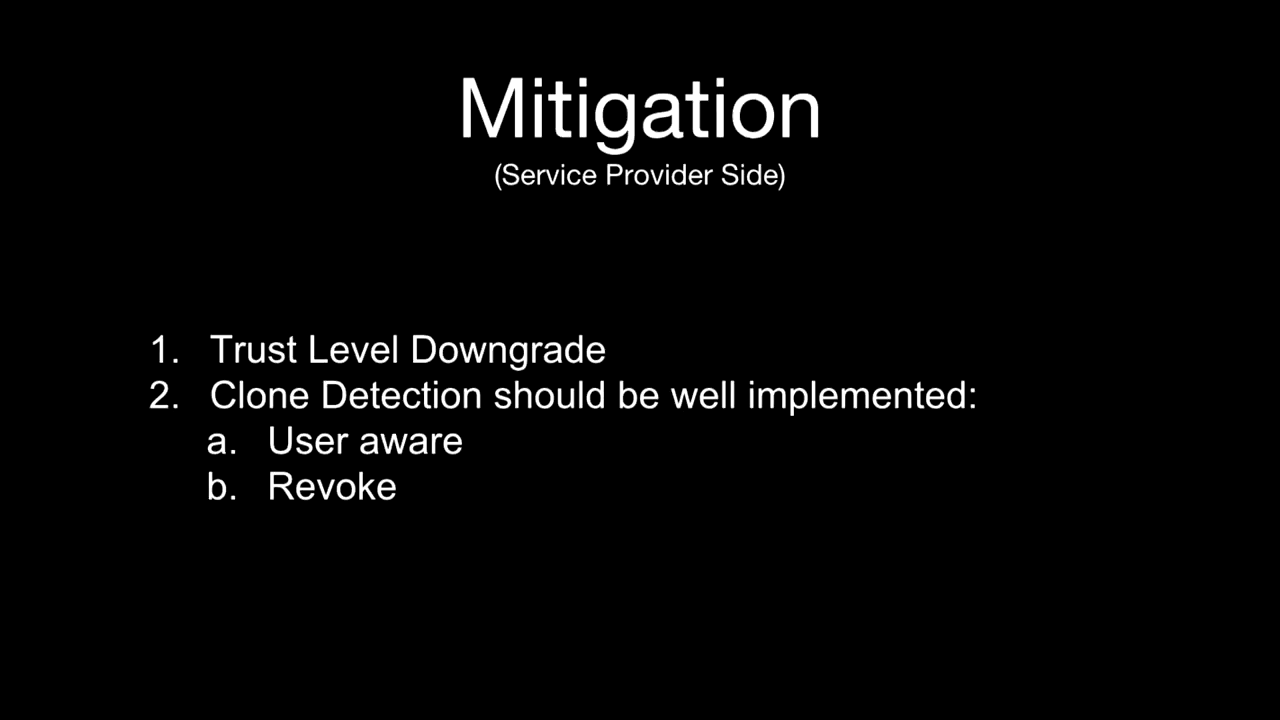 Mitigation
(Service Provider Side)
1. Trust Level Downgrade
2. Clone Detection should be well implemented:
a. User aware
b. Revoke